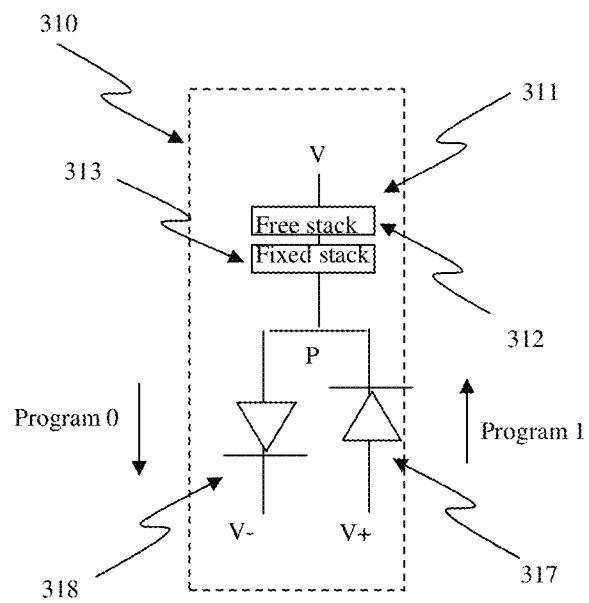 310
311
313
V
Free stack
Fixed stack
312
P
Program 0
Program 1
V-
V+
318
317